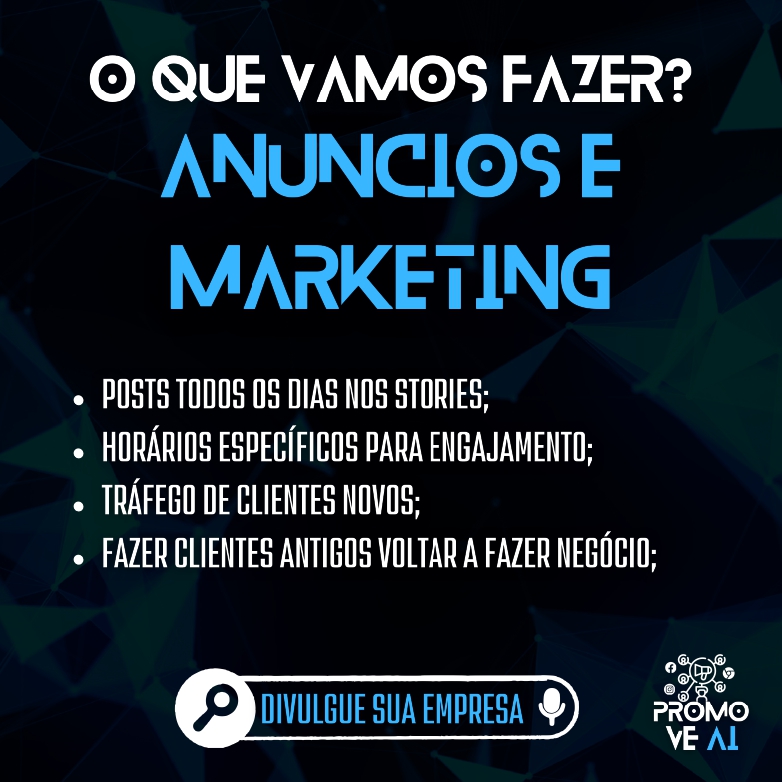 O QUE VAMOS FAZER?
ANUNCIOS E
MARKETING
• POSTS TODOS OS DIAS NOS STORIES;
• HORÁRIOS ESPECÍFICOS PARA ENGAJAMENTO;
• TRÁFEGO DE CLIENTES NOVOS;
• FAZER CLIENTES ANTIGOS VOLTAR A FAZER NEGÓCIO;
DIVULGUE SUA EMPRESA
PROMO
VE AI